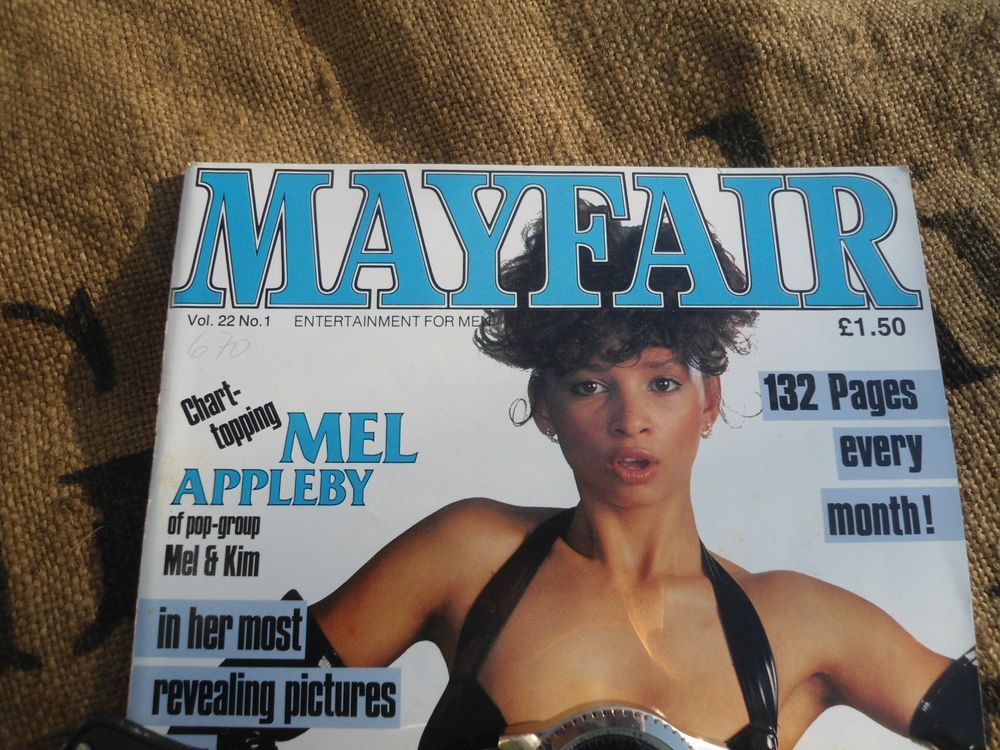 MAYFAIR
Vol. 22 No.1 ENTERTAINMENT FOR MEN
£1.50
670
Chart-
topping
MEL
APPLEBY
of pop-group
Mel & Kim
in her most
revealing pictures
132 Pages
every
month!